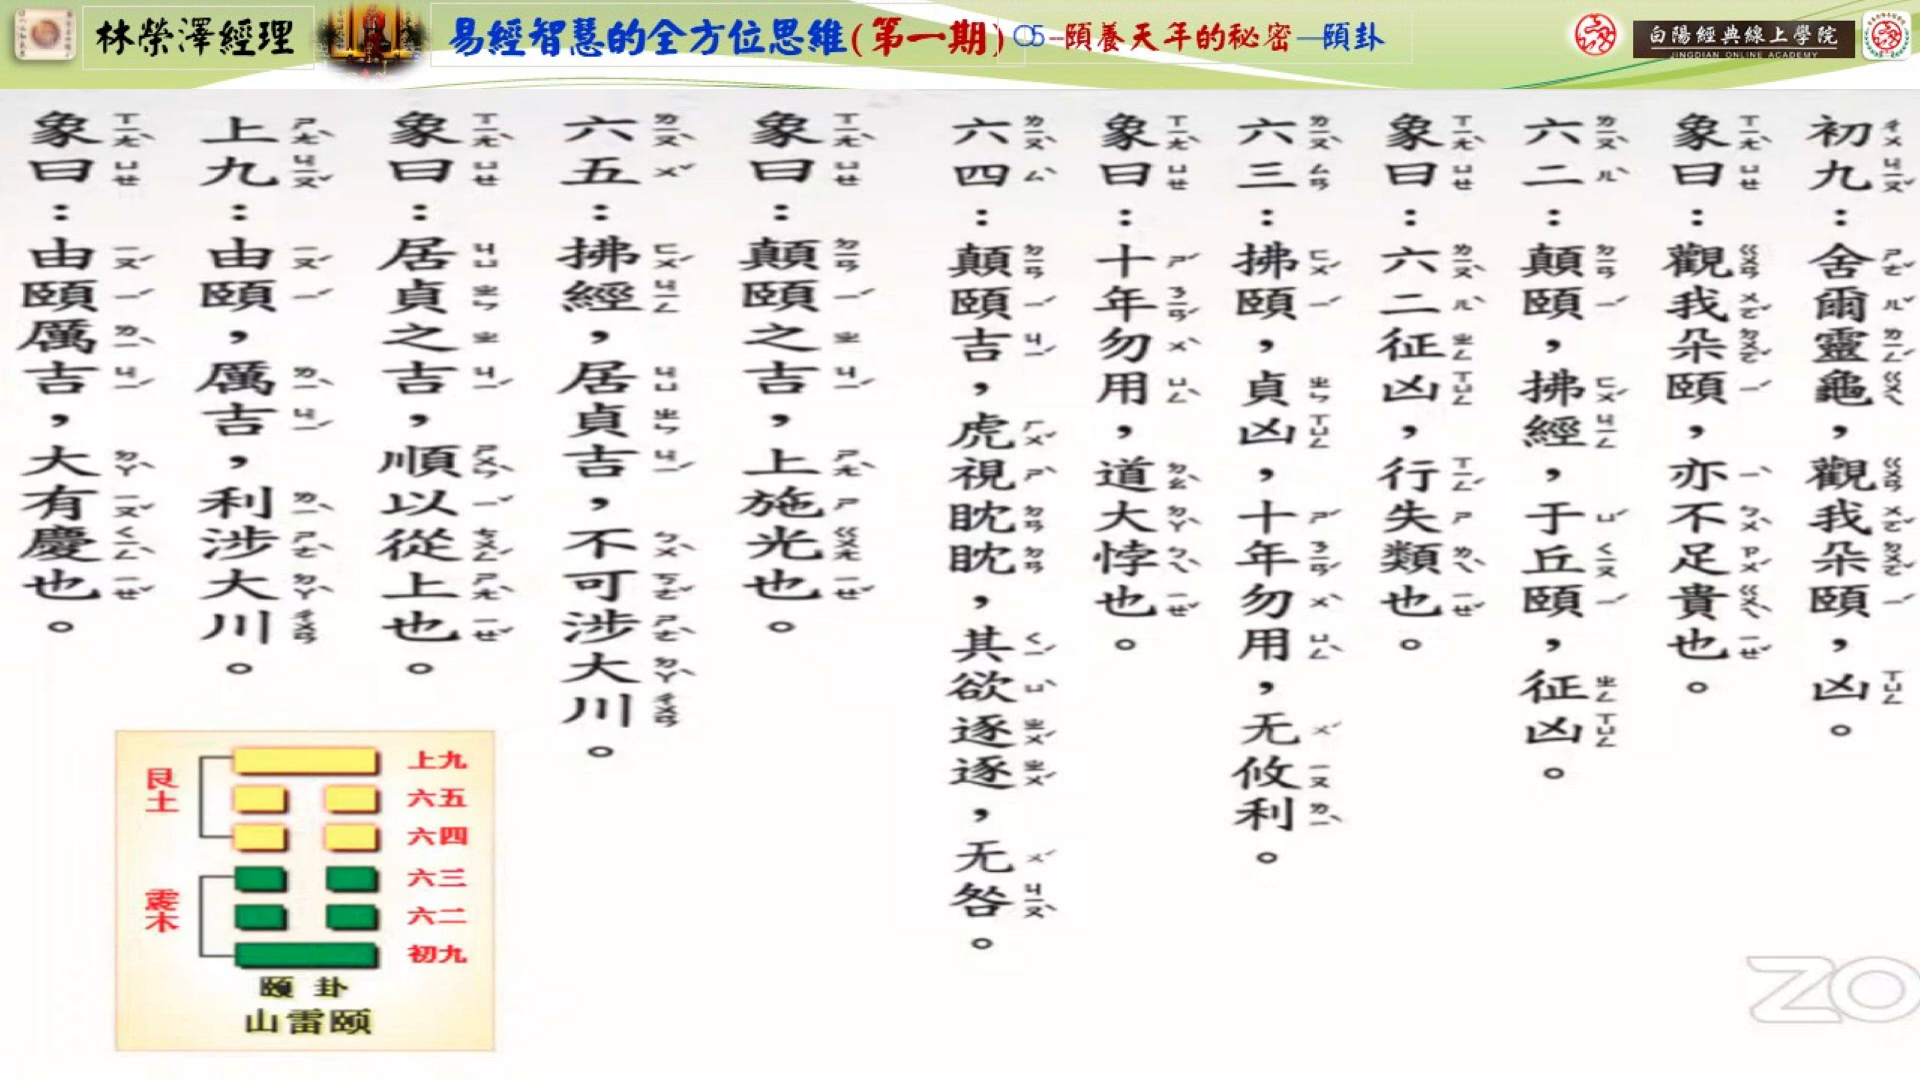 林榮澤經理
易經智慧的全方位思維(第一期)05--頤養天年的秘密—頤卦
白陽經典線上學院
JINGDIAN ONLINE ACADEMY
初九：舍爾靈龜，觀我朵頤，凶。
象曰：觀我朵頤，亦不足貴也。
六二：顛頤，拂經，于丘頤，征凶。
象曰：六二征凶，行失類也。
六三：拂頤，貞凶，十年勿用，无攸利。
象曰：十年勿用，道大悖也。
六四：顛頤吉，虎視眈眈，其欲逐逐，无咎。
象曰：顛頤之吉，上施光也。
六五：拂經，居貞吉，不可涉大川。
象曰：居貞之吉，順以從上也。
上九：由頤，厲吉，利涉大川。
象曰：由頤厲吉，大有慶也。
艮土
上九
六五
六四
震木
六三
六二
初九
頤 卦
山雷頤
ZO